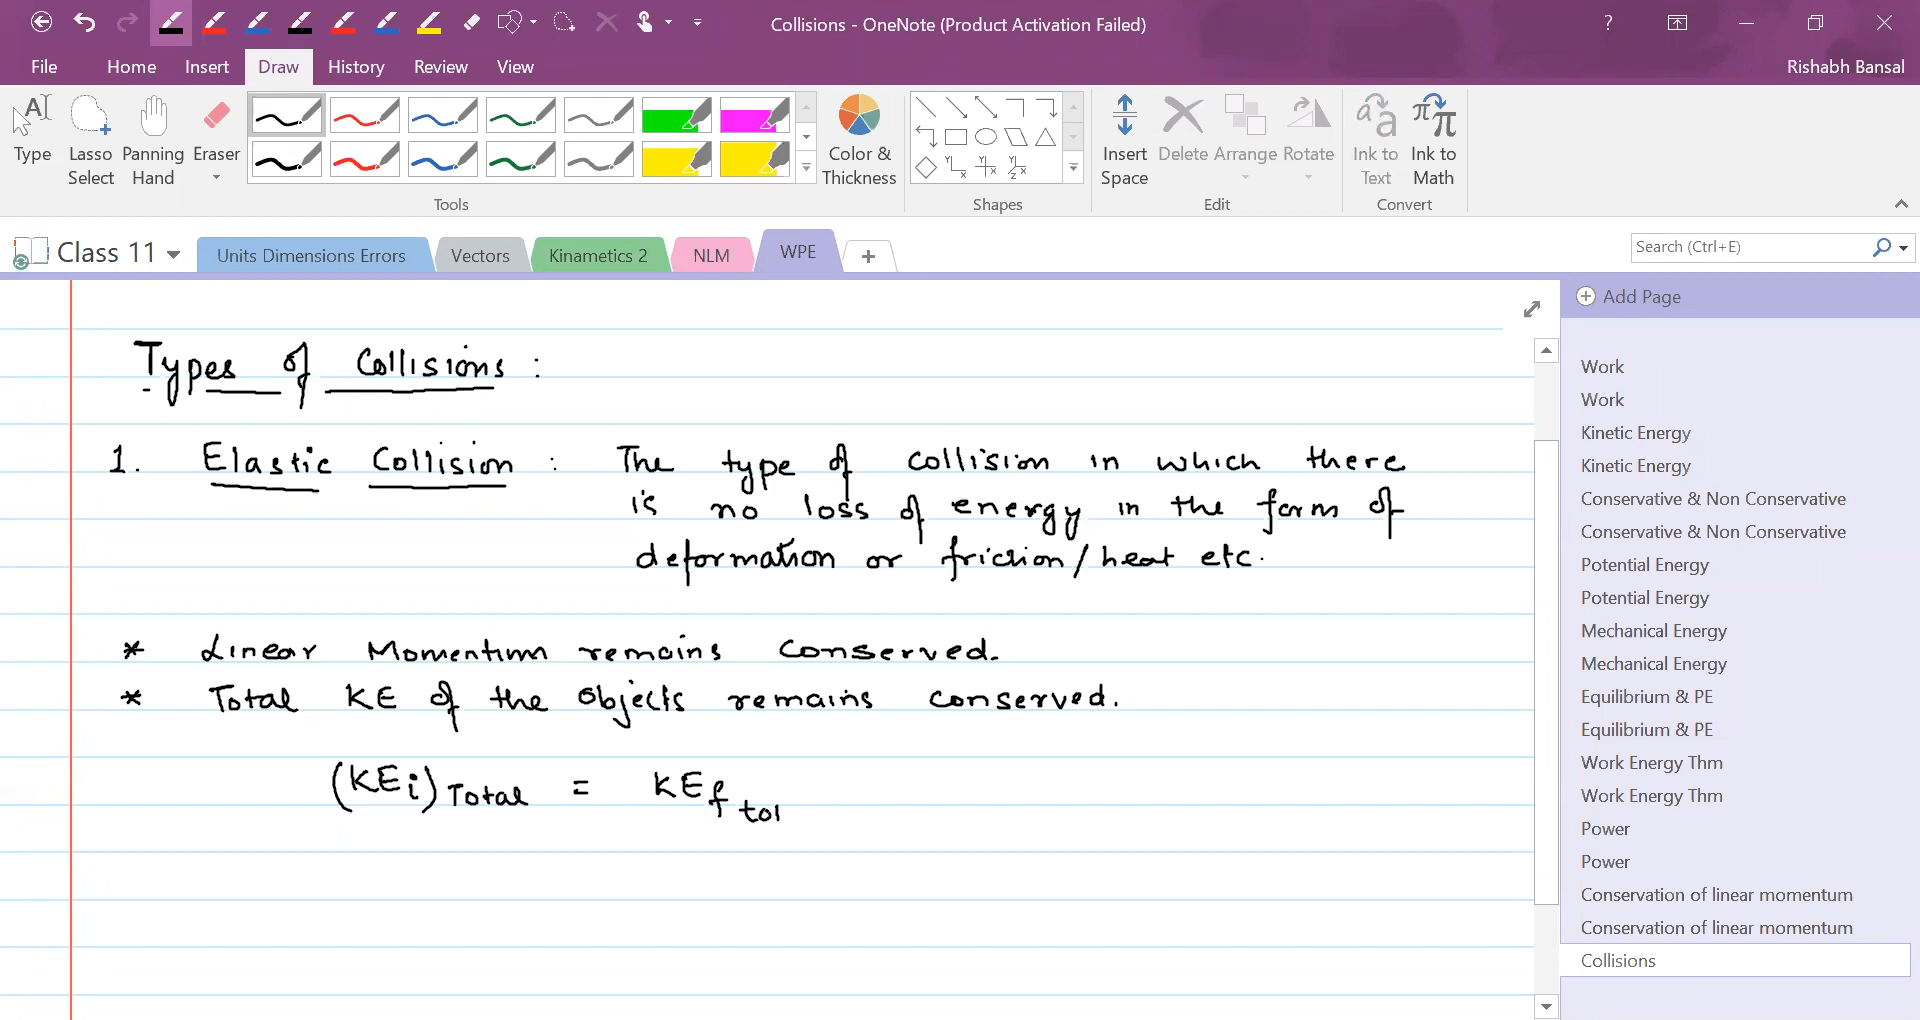 Collisions - OneNote (Product Activation Failed)
?
File Home Insert Draw History Review View
Rishabh Bansal
Type
Lasso Select
Panning Hand
Eraser
Color & Thickness
Insert Space
Delete
Arrange
Rotate
Ink to Text
Ink to Math
Tools
Shapes
Edit
Convert
Class 11
Units Dimensions Errors
Vectors
Kinametics 2
NLM
WPE
Search (Ctrl+E)
Types of Collisions :
1. Elastic Collision : The type of collision in which there
is no loss of energy in the form of
deformation or friction/heat etc.
* Linear Momentum remains conserved.
* Total KE of the objects remains conserved.
(KEi)Total = KEf tot
Add Page
Work
Work
Kinetic Energy
Kinetic Energy
Conservative & Non Conservative
Conservative & Non Conservative
Potential Energy
Potential Energy
Mechanical Energy
Mechanical Energy
Equilibrium & PE
Equilibrium & PE
Work Energy Thm
Work Energy Thm
Power
Power
Conservation of linear momentum
Conservation of linear momentum
Collisions